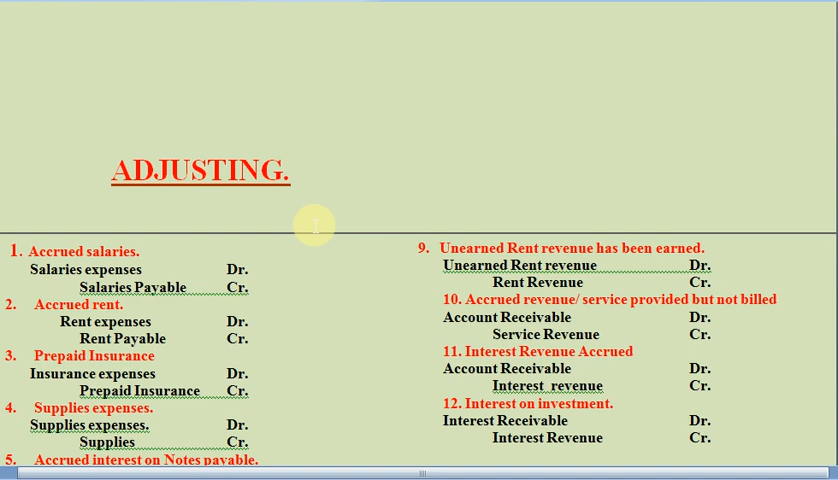 ADJUSTING.
1. Accrued salaries.
Salaries expenses Dr.
Salaries Payable Cr.
2. Accrued rent.
Rent expenses Dr.
Rent Payable Cr.
3. Prepaid Insurance
Insurance expenses Dr.
Prepaid Insurance Cr.
4. Supplies expenses.
Supplies expenses. Dr.
Supplies Cr.
5. Accrued interest on Notes payable.
9. Unearned Rent revenue has been earned.
Unearned Rent revenue Dr.
Rent Revenue Cr.
10. Accrued revenue/ service provided but not billed
Account Receivable Dr.
Service Revenue Cr.
11. Interest Revenue Accrued
Account Receivable Dr.
Interest revenue Cr.
12. Interest on investment.
Interest Receivable Dr.
Interest Revenue Cr.